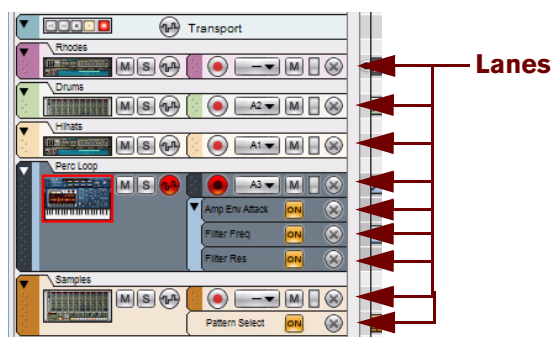 Transport
Rhodes
M S — M
Lanes
Drums
M S A2 M
Hihats
M S A1 M
Perc Loop
M S A3 M
Amp Env Attack ON
Filter Freq ON
Filter Res ON
Samples
M S — M
Pattern Select ON